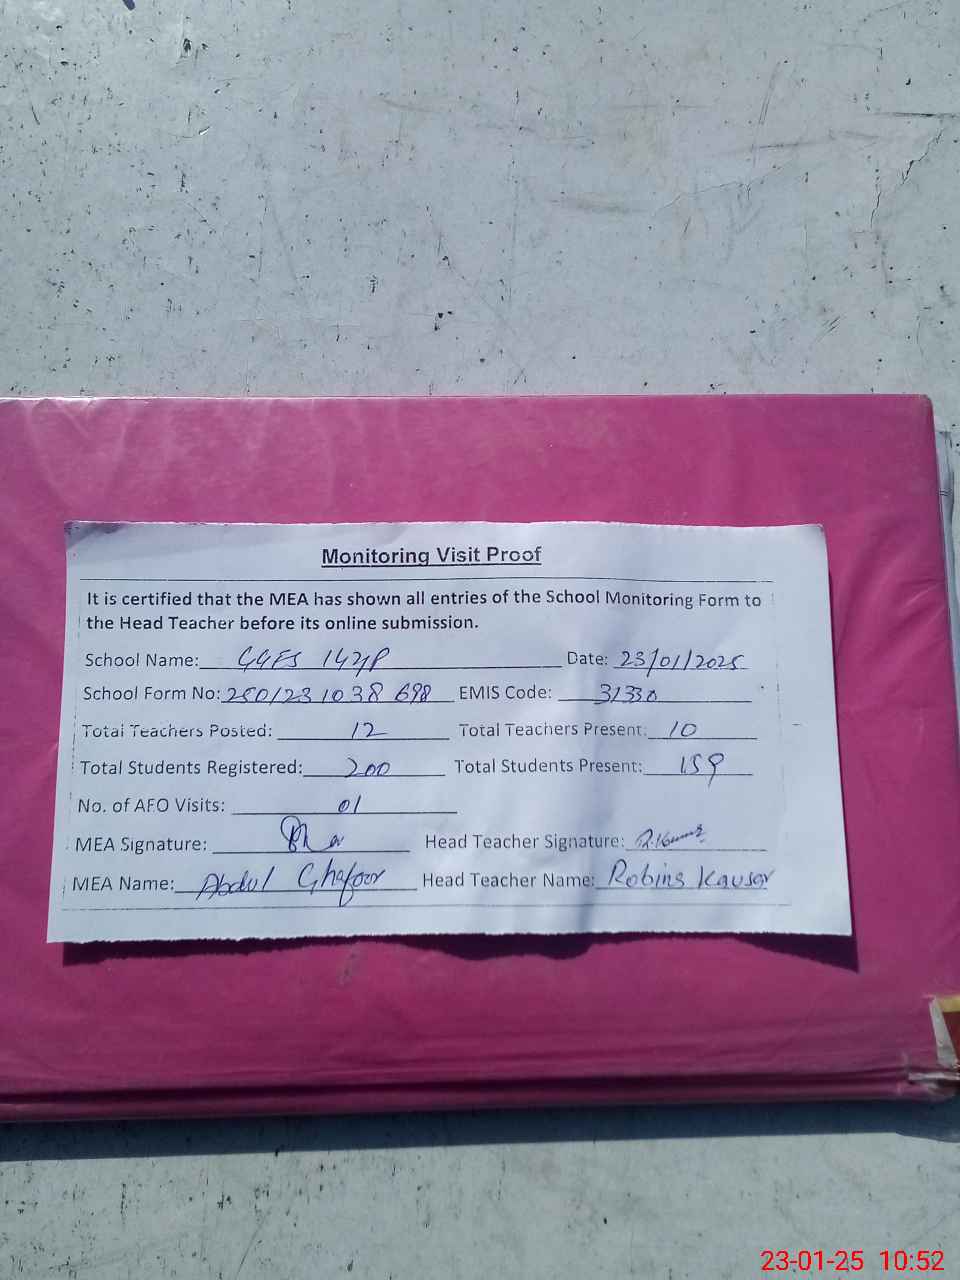 Monitoring Visit Proof
It is certified that the MEA has shown all entries of the School Monitoring Form to
the Head Teacher before its online submission.
School Name: GGES 142/P Date: 23/01/2025
School Form No: 250123 1038 698 EMIS Code: 31330
Total Teachers Posted: 12 Total Teachers Present: 10
Total Students Registered: 200 Total Students Present: 159
No. of AFO Visits: 01
MEA Signature: Head Teacher Signature: R.Kausar
MEA Name: Abdul Ghafoor Head Teacher Name: Robina Kausar
23-01-25 10:52